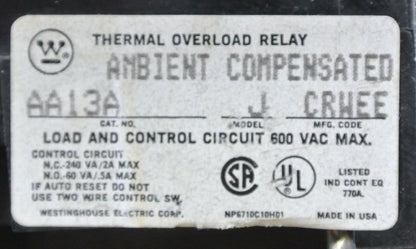 THERMAL OVERLOAD RELAY
AMBIENT COMPENSATED
AA13A J CRWEE
CAT. NO. MODEL MFG. CODE
LOAD AND CONTROL CIRCUIT 600 VAC MAX.
CONTROL CIRCUIT
N.C.-240 VA/2A MAX
N.O.-60 VA/.5A MAX
IF AUTO RESET DO NOT
USE TWO WIRE CONTROL SW.
SA
UL
LISTED
IND CONT EQ
770A.
WESTINGHOUSE ELECTRIC CORP. NP6710C10H01 MADE IN USA